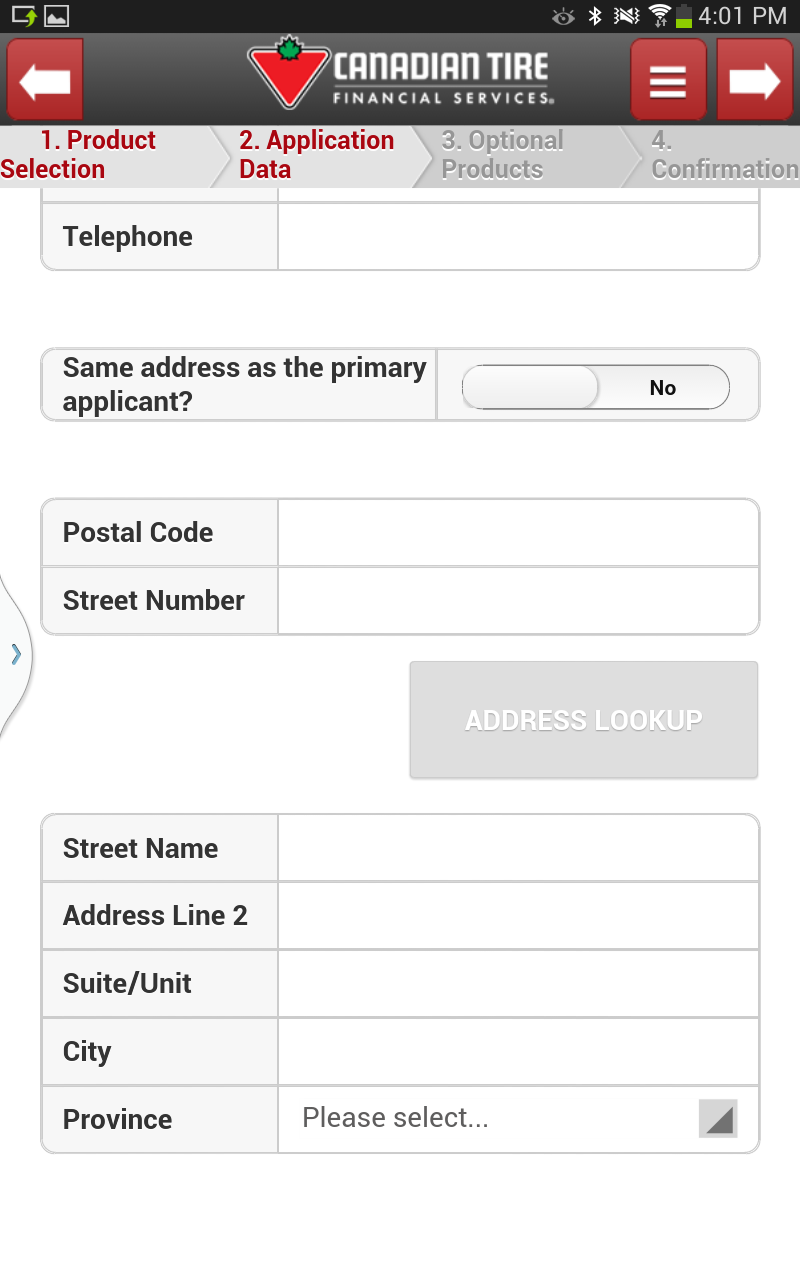 4:01 PM
CANADIAN TIRE
FINANCIAL SERVICES®
1. Product
Selection
2. Application
Data
3. Optional
Products
4.
Confirmation
Telephone
Same address as the primary
applicant?
No
Postal Code
Street Number
ADDRESS LOOKUP
Street Name
Address Line 2
Suite/Unit
City
Province
Please select...